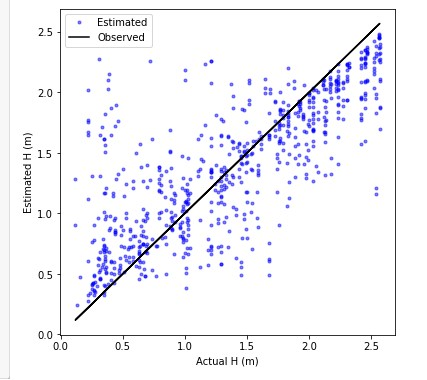 Estimated
Observed
2.5
2.0
1.5
1.0
0.5
0.0
Estimated H (m)
0.0 0.5 1.0 1.5 2.0 2.5
Actual H (m)